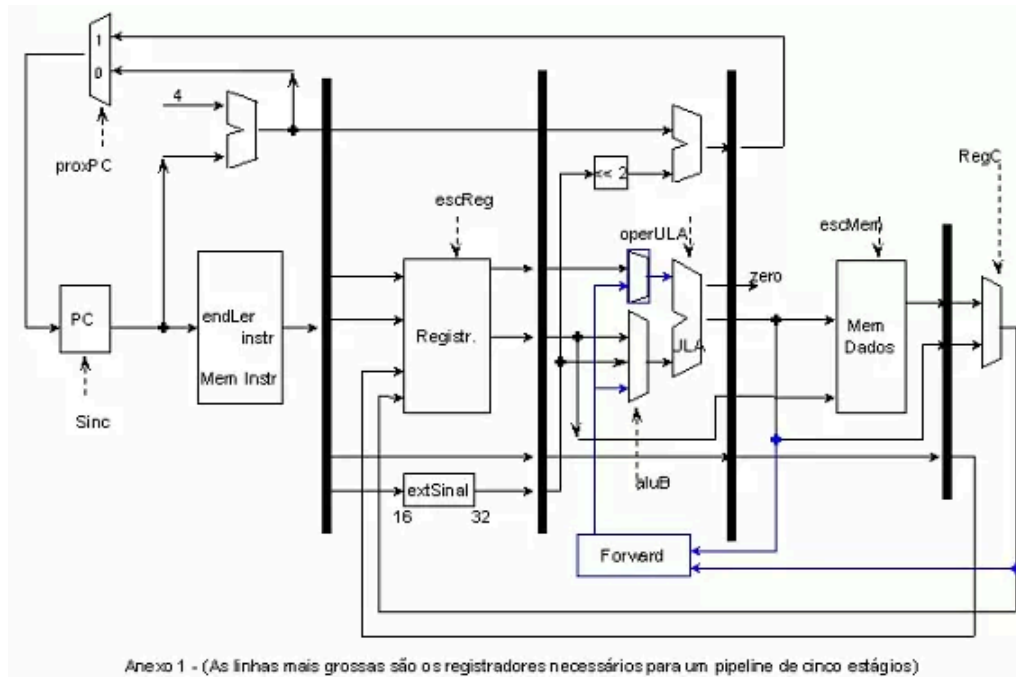 1
0
4
proxPC
RegC
escReg
escMem
<< 2
operULA
zero
PC
endLer
instr
Mem Instr
Registr.
ULA
Mem
Dados
Sinc
aluB
extSinal
16
32
Forward
Anexo 1 - (As linhas mais grossas são os registradores necessários para um pipeline de cinco estágios)